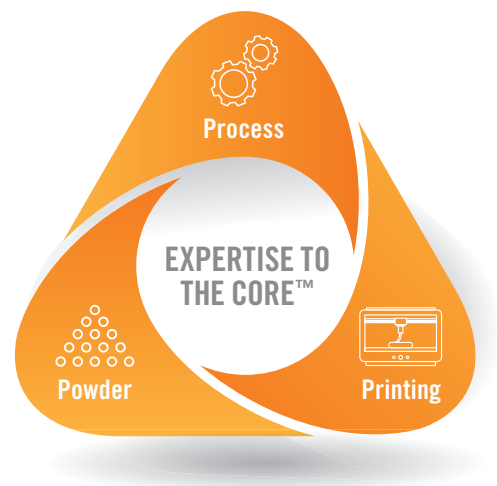 Process
EXPERTISE TO
THE CORE™
Powder
Printing